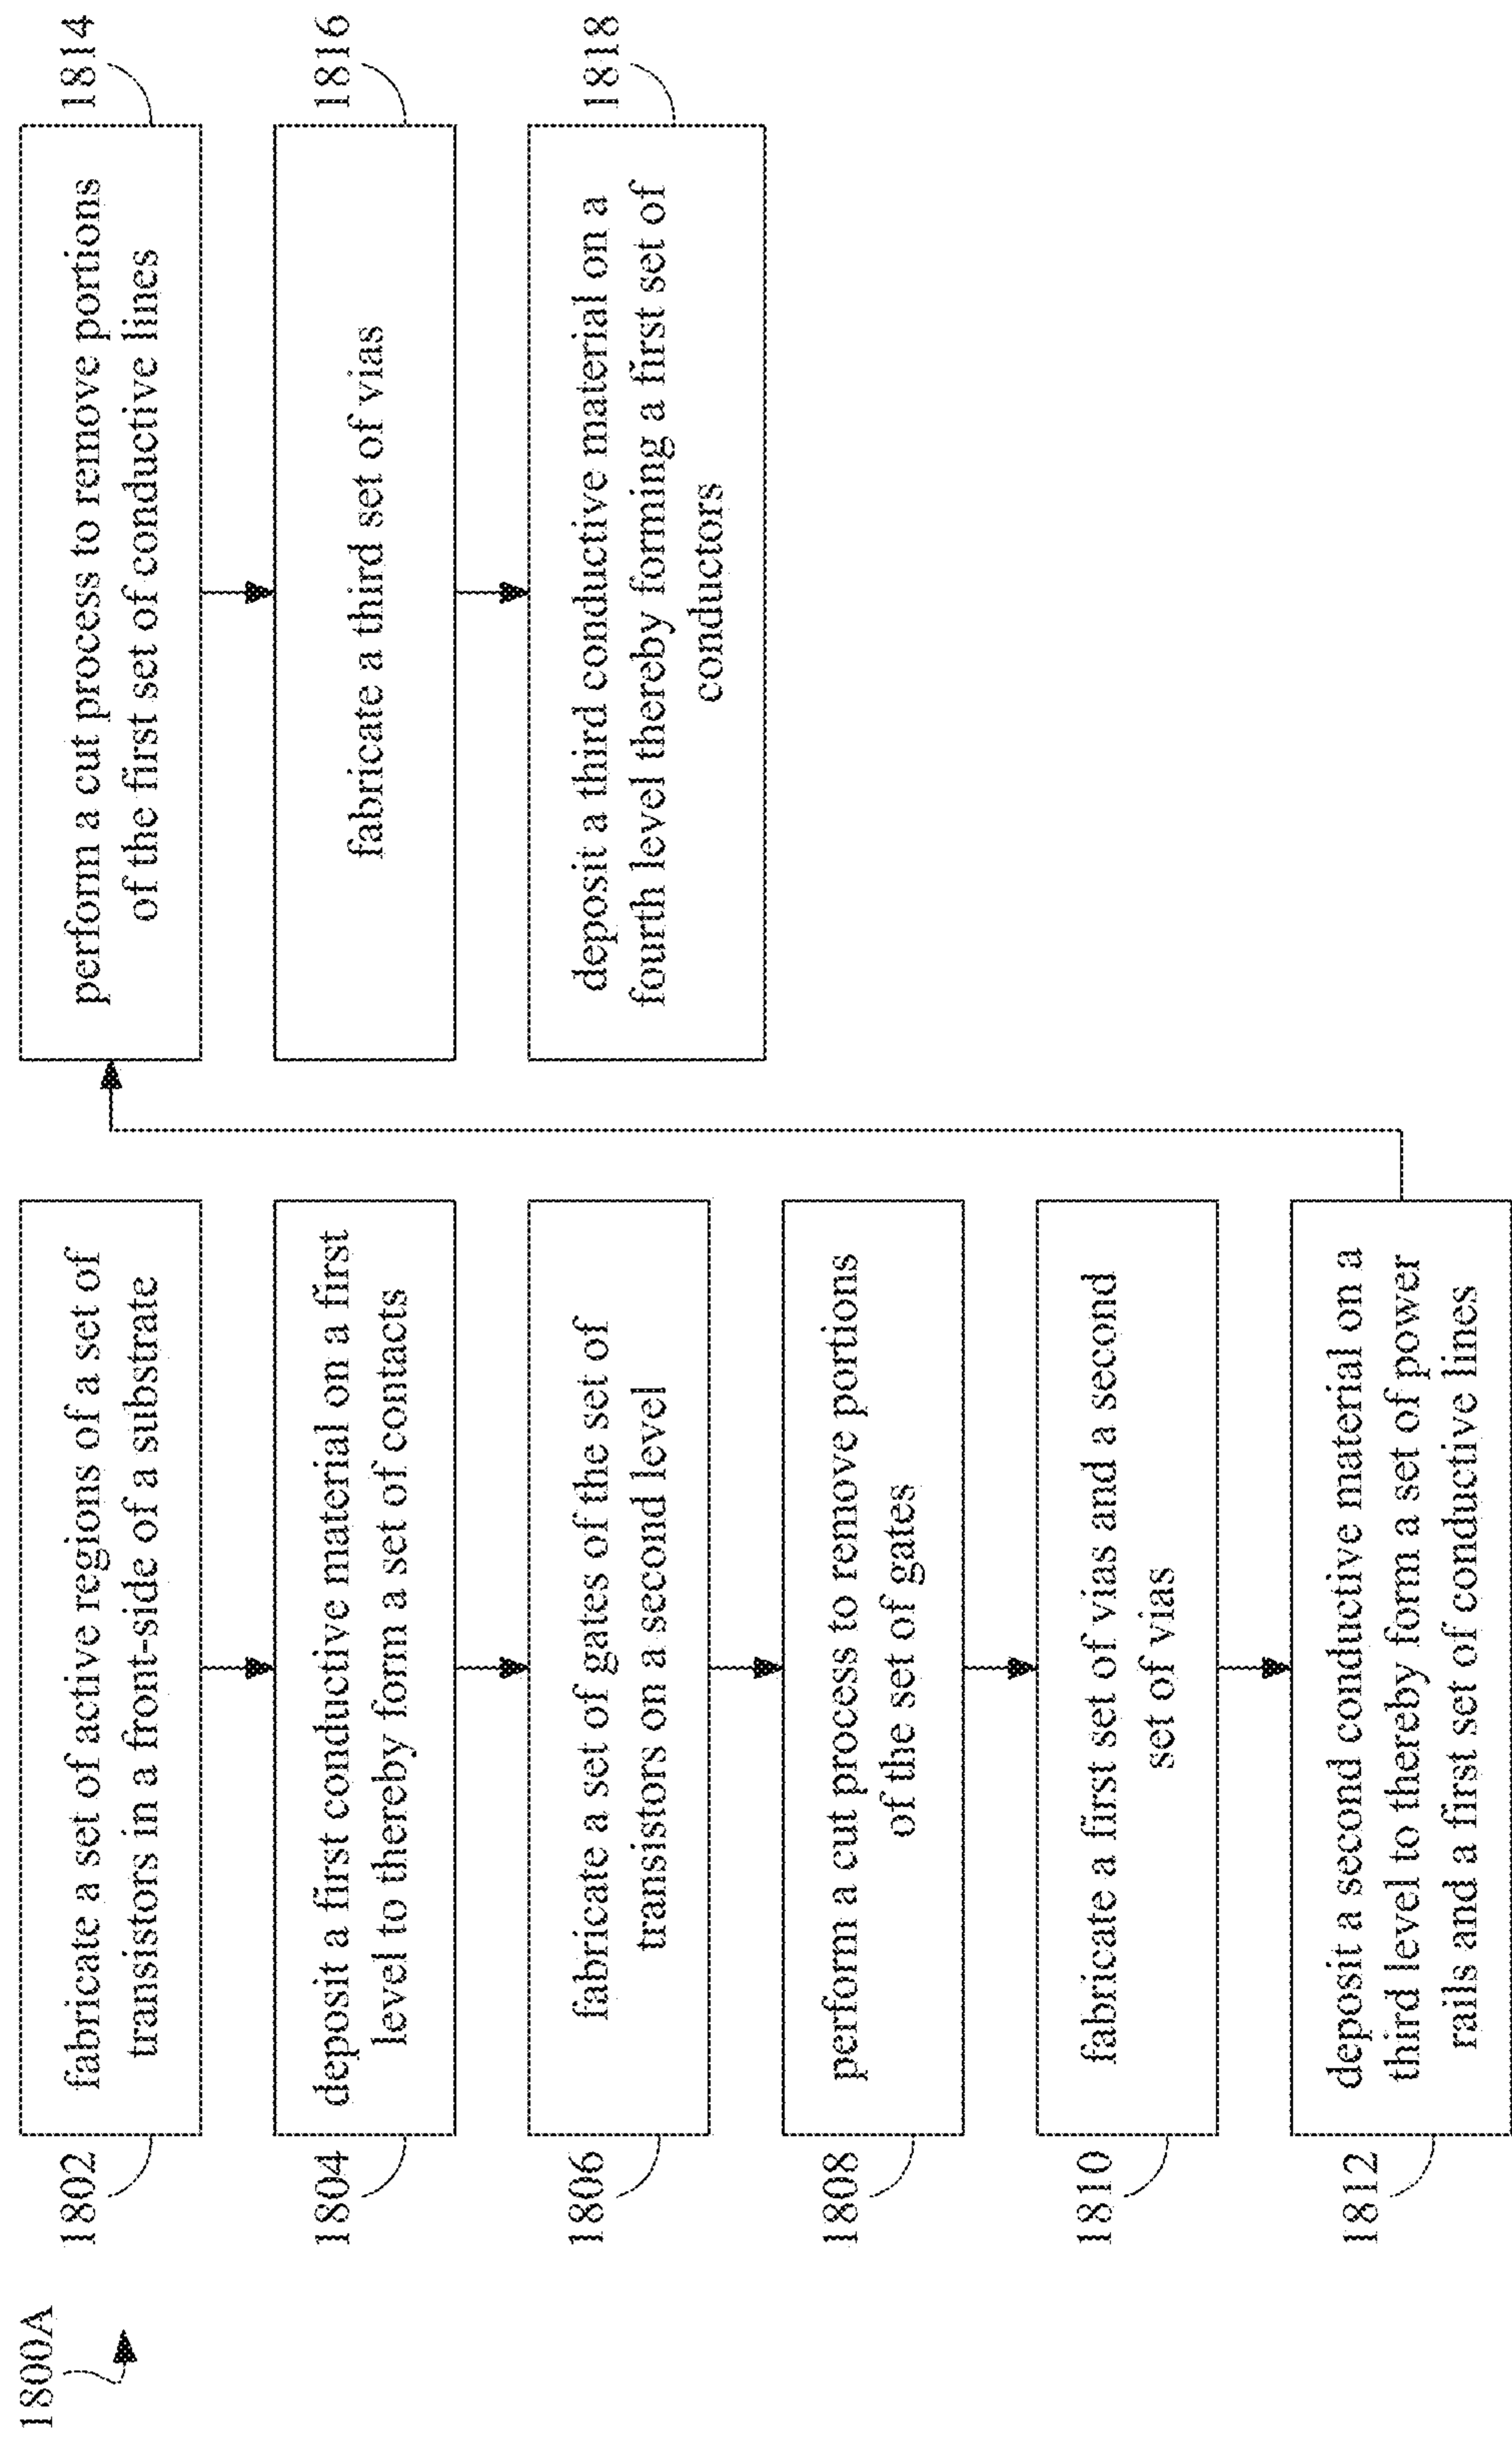 1800A
1802
fabricate a set of active regions of a set of
transistors in a front-side of a substrate
1804
deposit a first conductive material on a first
level to thereby form a set of contacts
1806
fabricate a set of gates of the set of
transistors on a second level
1808
perform a cut process to remove portions
of the set of gates
1810
fabricate a first set of vias and a second
set of vias
1812
deposit a second conductive material on a
third level to thereby form a set of power
rails and a first set of conductive lines
1814
perform a cut process to remove portions
of the first set of conductive lines
1816
fabricate a third set of vias
1818
deposit a third conductive material on a
fourth level thereby forming a first set of
conductors